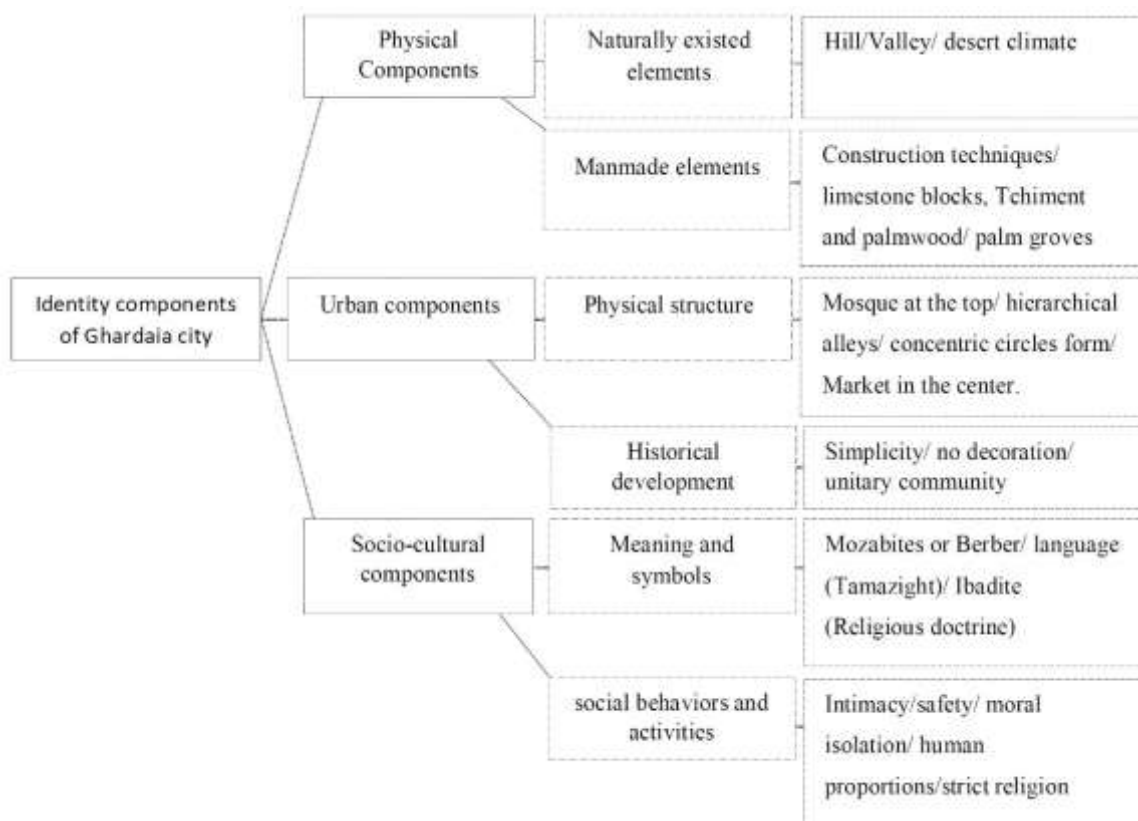 Physical
Components
Naturally existed
elements
Hill/Valley/ desert climate
Manmade elements
Construction techniques/
limestone blocks, Tchiment
and palmwood/ palm groves
Identity components
of Ghardaia city
Urban components
Physical structure
Mosque at the top/ hierarchical
alleys/ concentric circles form/
Market in the center.
Historical
development
Simplicity/ no decoration/
unitary community
Socio-cultural
components
Meaning and
symbols
Mozabites or Berber/ language
(Tamazight)/ Ibadite
(Religious doctrine)
social behaviors and
activities
Intimacy/safety/ moral
isolation/ human
proportions/strict religion